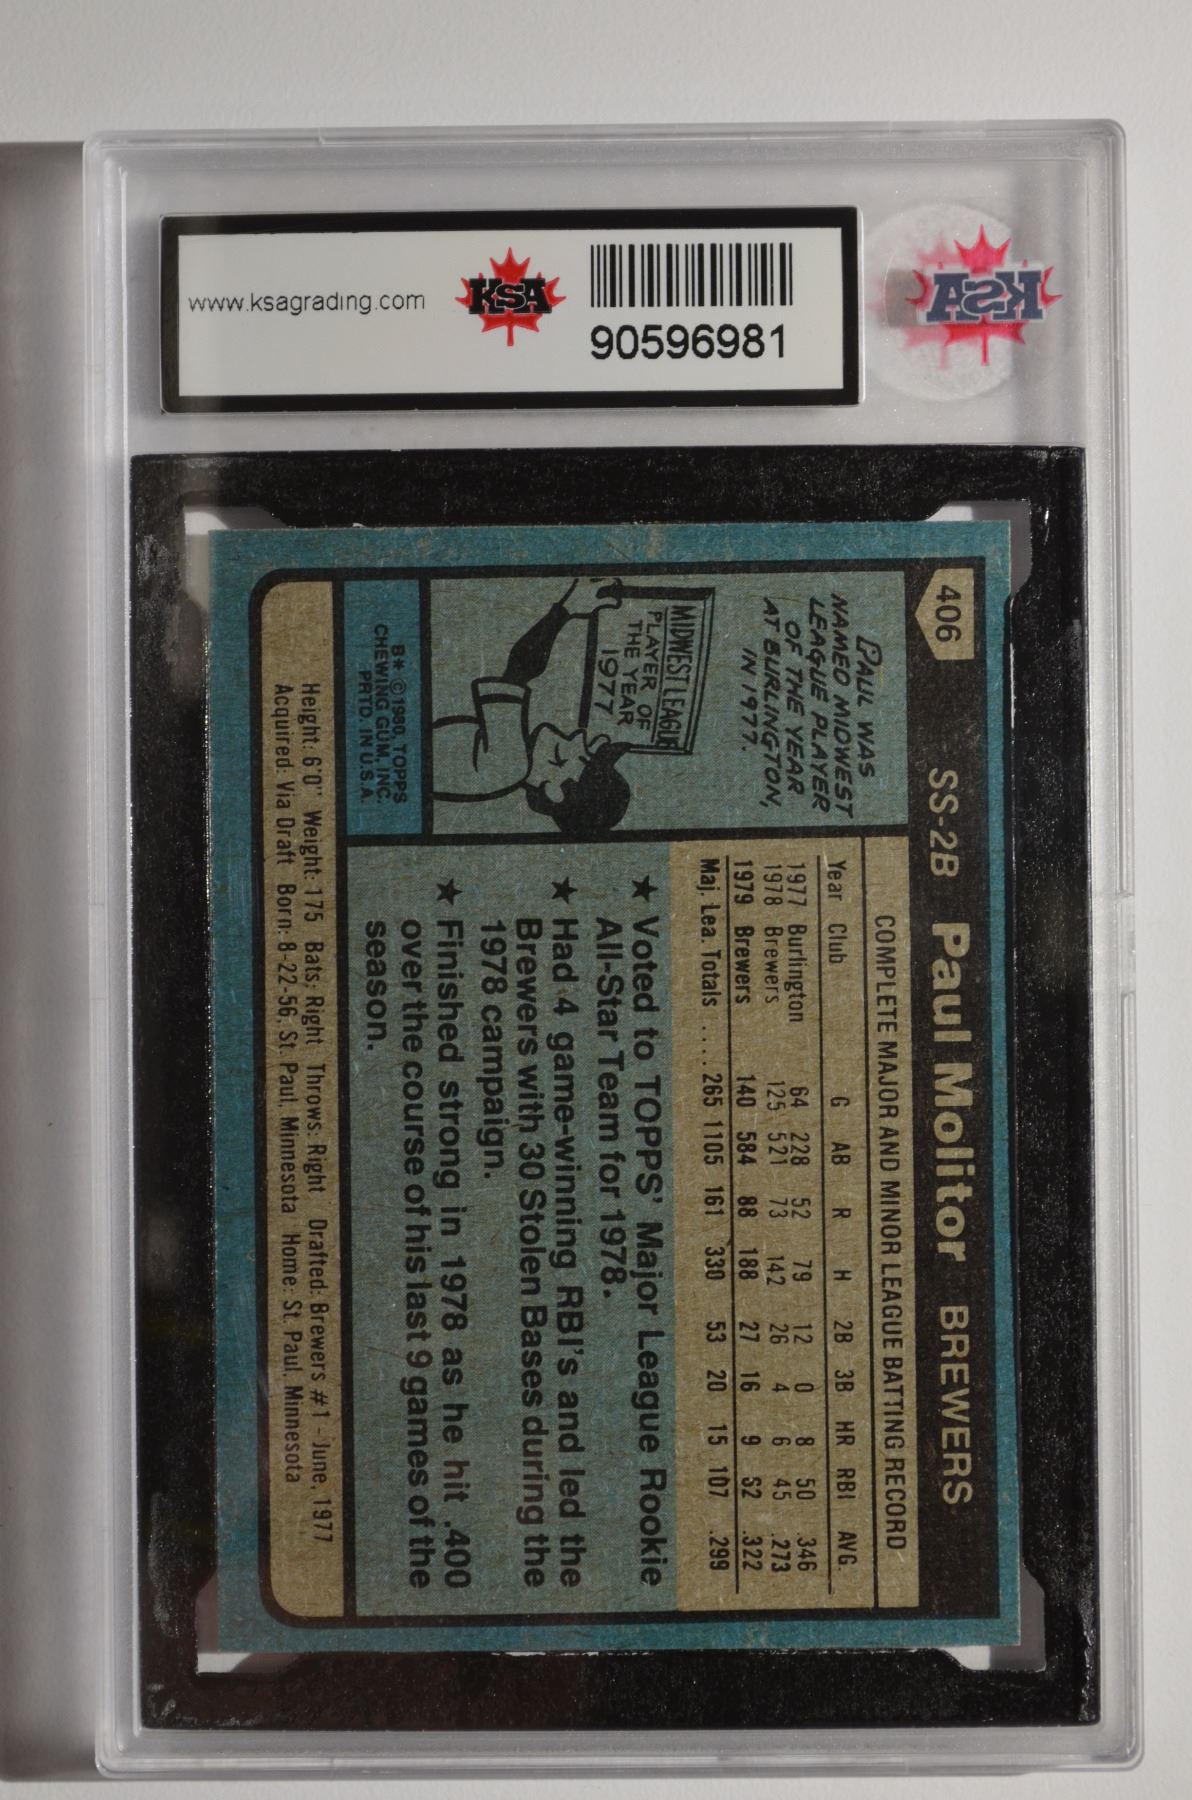 www.ksagrading.com
KSA
90596981
KSA
406
SS-2B Paul Molitor BREWERS
PAUL WAS
NAMED MIDWEST
LEAGUE PLAYER
OF THE YEAR
AT BURLINGTON,
IN 1977.
MIDWEST LEAGUE
PLAYER OF
THE YEAR
1977
B* © 1980, TOPPS
CHEWING GUM, INC.
PRTD. IN U.S.A.
COMPLETE MAJOR AND MINOR LEAGUE BATTING RECORD
Year Club G AB R H 2B 3B HR RBI AVG.
1977 Burlington 64 228 52 79 12 0 8 50 .346
1978 Brewers 125 521 73 142 26 4 6 45 .273
1979 Brewers 140 584 88 188 27 16 9 62 .322
Maj. Lea. Totals .... 265 1105 161 330 53 20 15 107 .299
★ Voted to TOPPS' Major League Rookie
All-Star Team for 1978.
★ Had 4 game-winning RBI's and led the
Brewers with 30 Stolen Bases during the
1978 campaign.
★ Finished strong in 1978 as he hit .400
over the course of his last 9 games of the
season.
Height: 6'0" Weight: 175 Bats: Right Throws: Right Drafted: Brewers #1 - June, 1977
Acquired: Via Draft Born: 8-22-56, St. Paul, Minnesota Home: St. Paul, Minnesota